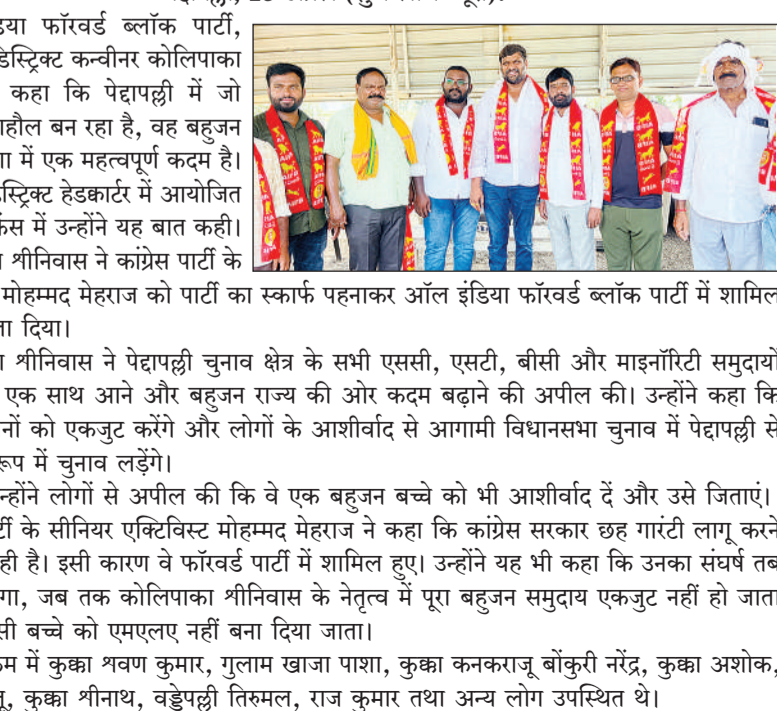 फॉरवर्ड ब्लॉक पार्टी,
डिस्ट्रिक्ट कन्वीनर कोलिपाका
कहा कि पेद्दापल्ली में जो
बन रहा है, वह बहुजन
में एक महत्वपूर्ण कदम है।
हेडक्वार्टर में आयोजित
में उन्होंने यह बात कही।
श्रीनिवास ने कांग्रेस पार्टी के
मोहम्मद मेहराज को पार्टी का स्कार्फ पहनाकर ऑल इंडिया फॉरवर्ड ब्लॉक पार्टी में शामिल
दिया।
श्रीनिवास ने पेद्दापल्ली चुनाव क्षेत्र के सभी एससी, एसटी, बीसी और माइनॉरिटी समुदायों
एक साथ आने और बहुजन राज्य की ओर कदम बढ़ाने की अपील की। उन्होंने कहा कि
को एकजुट करेंगे और लोगों के आशीर्वाद से आगामी विधानसभा चुनाव में पेद्दापल्ली से
में चुनाव लड़ेंगे।
लोगों से अपील की कि वे एक बहुजन बच्चे को भी आशीर्वाद दें और उसे जिताएं।
के सीनियर एक्टिविस्ट मोहम्मद मेहराज ने कहा कि कांग्रेस सरकार छह गारंटी लागू करने
है। इसी कारण वे फॉरवर्ड पार्टी में शामिल हुए। उन्होंने यह भी कहा कि उनका संघर्ष तब
जब तक कोलिपाका श्रीनिवास के नेतृत्व में पूरा बहुजन समुदाय एकजुट नहीं हो जाता
बच्चे को एमएलए नहीं बना दिया जाता।
में कुक्का श्रवण कुमार, गुलाम खाजा पाशा, कुक्का कनकराजू बोंकुरी नरेंद्र, कुक्का अशोक,
कुक्का श्रीनाथ, वड्डेपल्ली तिरुमल, राज कुमार तथा अन्य लोग उपस्थित थे।